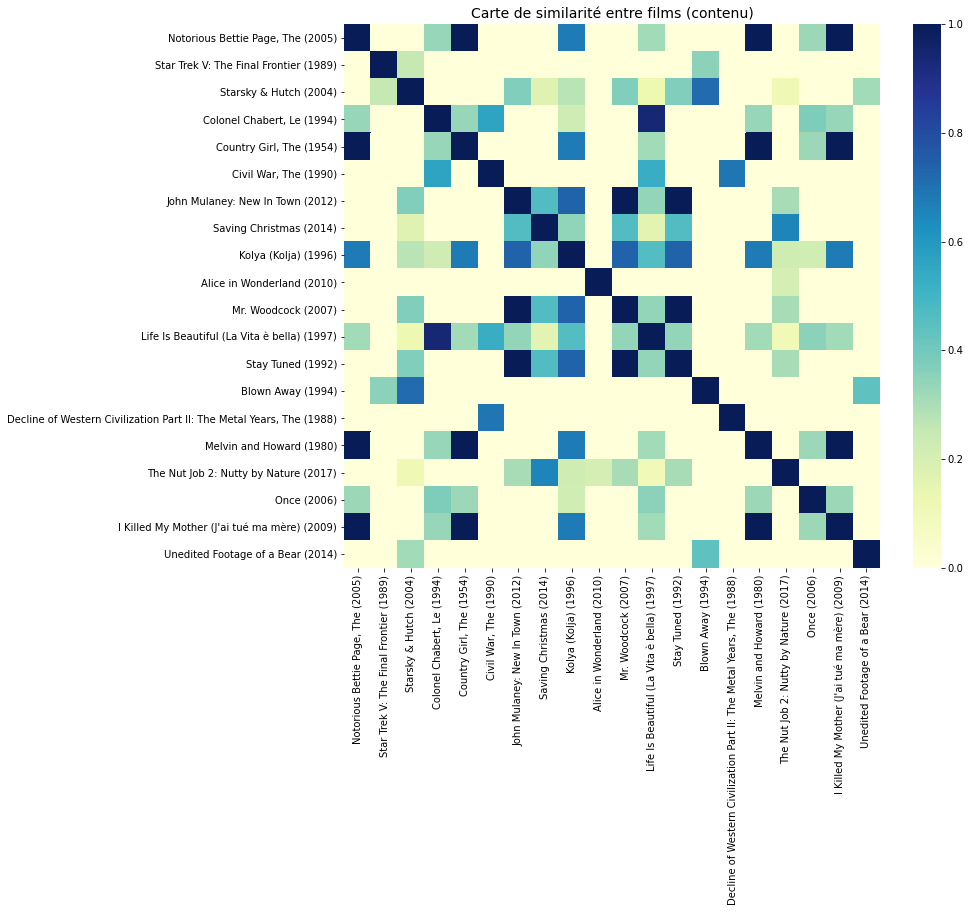 Carte de similarité entre films (contenu)
Notorious Bettie Page, The (2005)
Star Trek V: The Final Frontier (1989)
Starsky & Hutch (2004)
Colonel Chabert, Le (1994)
Country Girl, The (1954)
Civil War, The (1990)
John Mulaney: New In Town (2012)
Saving Christmas (2014)
Kolya (Kolja) (1996)
Alice in Wonderland (2010)
Mr. Woodcock (2007)
Life Is Beautiful (La Vita è bella) (1997)
Stay Tuned (1992)
Blown Away (1994)
Decline of Western Civilization Part II: The Metal Years, The (1988)
Melvin and Howard (1980)
The Nut Job 2: Nutty by Nature (2017)
Once (2006)
I Killed My Mother (J'ai tué ma mère) (2009)
Unedited Footage of a Bear (2014)
Notorious Bettie Page, The (2005)
Star Trek V: The Final Frontier (1989)
Starsky & Hutch (2004)
Colonel Chabert, Le (1994)
Country Girl, The (1954)
Civil War, The (1990)
John Mulaney: New In Town (2012)
Saving Christmas (2014)
Kolya (Kolja) (1996)
Alice in Wonderland (2010)
Mr. Woodcock (2007)
Life Is Beautiful (La Vita è bella) (1997)
Stay Tuned (1992)
Blown Away (1994)
Decline of Western Civilization Part II: The Metal Years, The (1988)
Melvin and Howard (1980)
The Nut Job 2: Nutty by Nature (2017)
Once (2006)
I Killed My Mother (J'ai tué ma mère) (2009)
Unedited Footage of a Bear (2014)
1.0
0.8
0.6
0.4
0.2
0.0